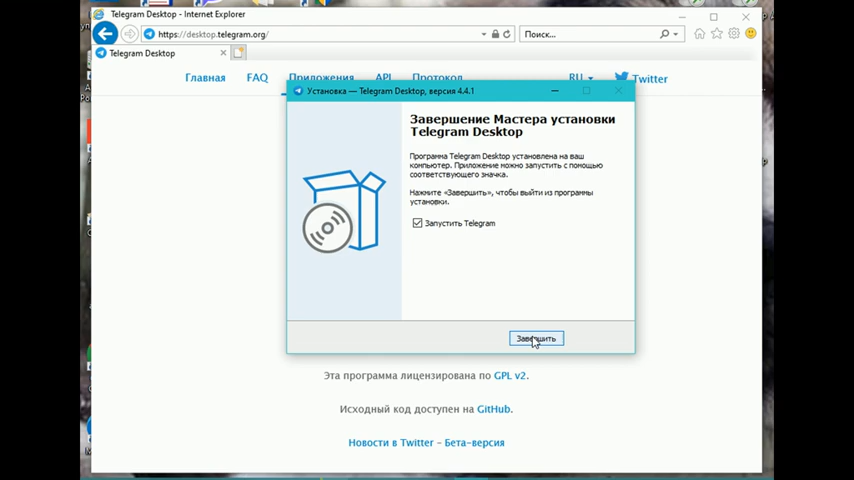 Telegram Desktop - Internet Explorer
https://desktop.telegram.org/
Поиск...
Telegram Desktop
Главная FAQ Приложения API Протокол RU Twitter
Установка — Telegram Desktop, версия 4.4.1
Завершение Мастера установки
Telegram Desktop
Программа Telegram Desktop установлена на ваш
компьютер. Приложение можно запустить с помощью
соответствующего значка.
Нажмите «Завершить», чтобы выйти из программы
установки.
Запустить Telegram
Завершить
Эта программа лицензирована по GPL v2.
Исходный код доступен на GitHub.
Новости в Twitter - Бета-версия